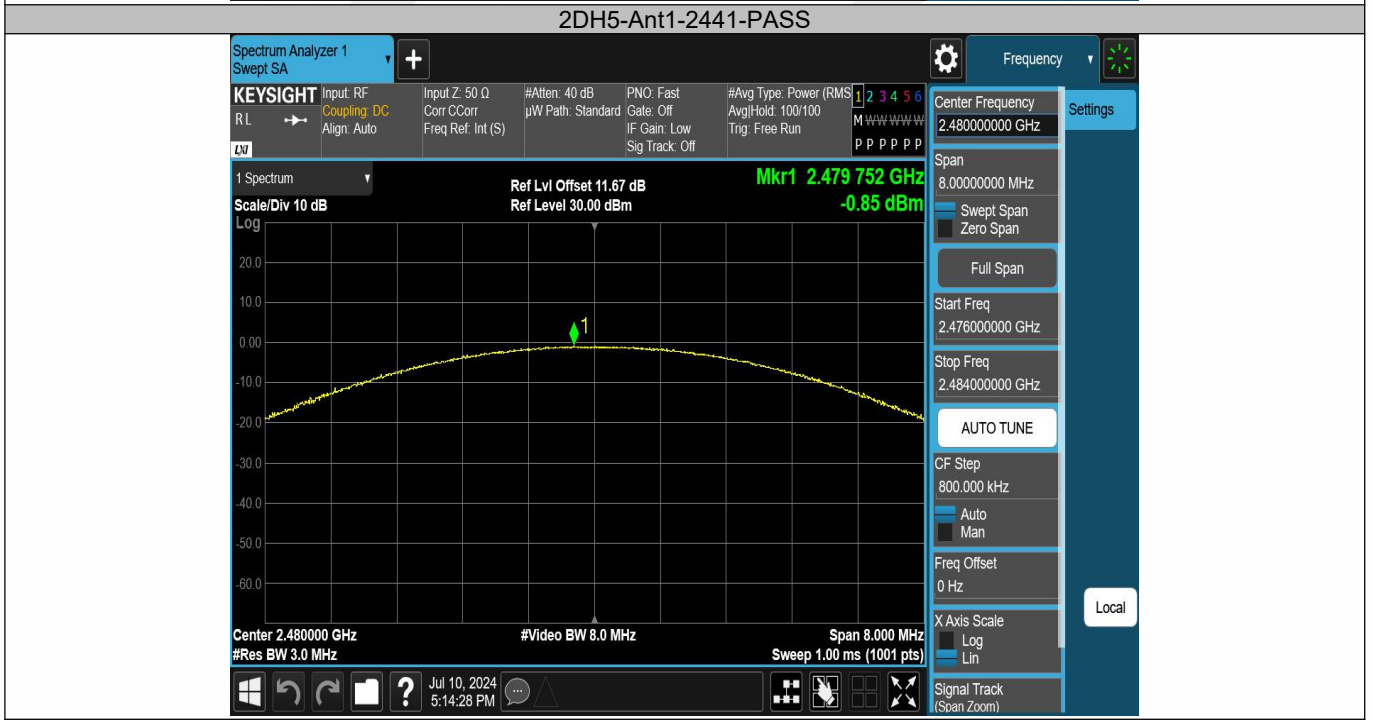 2DH5-Ant1-2441-PASS
Spectrum Analyzer 1
Swept SA
Frequency
KEYSIGHT
RL
LXI
Input: RF
Coupling: DC
Align: Auto
Input Z: 50 Ω
Corr CCorr
Freq Ref: Int (S)
#Atten: 40 dB
µW Path: Standard
PNO: Fast
Gate: Off
IF Gain: Low
Sig Track: Off
#Avg Type: Power (RMS
Avg|Hold: 100/100
Trig: Free Run
1 2 3 4 5 6
M W W W W W
P P P P P P
1 Spectrum
Scale/Div 10 dB
Log
Ref Lvl Offset 11.67 dB
Ref Level 30.00 dBm
Mkr1 2.479 752 GHz
-0.85 dBm
20.0
10.0
0.00
-10.0
-20.0
-30.0
-40.0
-50.0
-60.0
1
Center 2.480000 GHz
#Res BW 3.0 MHz
#Video BW 8.0 MHz
Span 8.000 MHz
Sweep 1.00 ms (1001 pts)
Center Frequency
2.480000000 GHz
Settings
Span
8.00000000 MHz
Swept Span
Zero Span
Full Span
Start Freq
2.476000000 GHz
Stop Freq
2.484000000 GHz
AUTO TUNE
CF Step
800.000 kHz
Auto
Man
Freq Offset
0 Hz
Local
X Axis Scale
Log
Lin
Signal Track
(Span Zoom)
?
Jul 10, 2024
5:14:28 PM